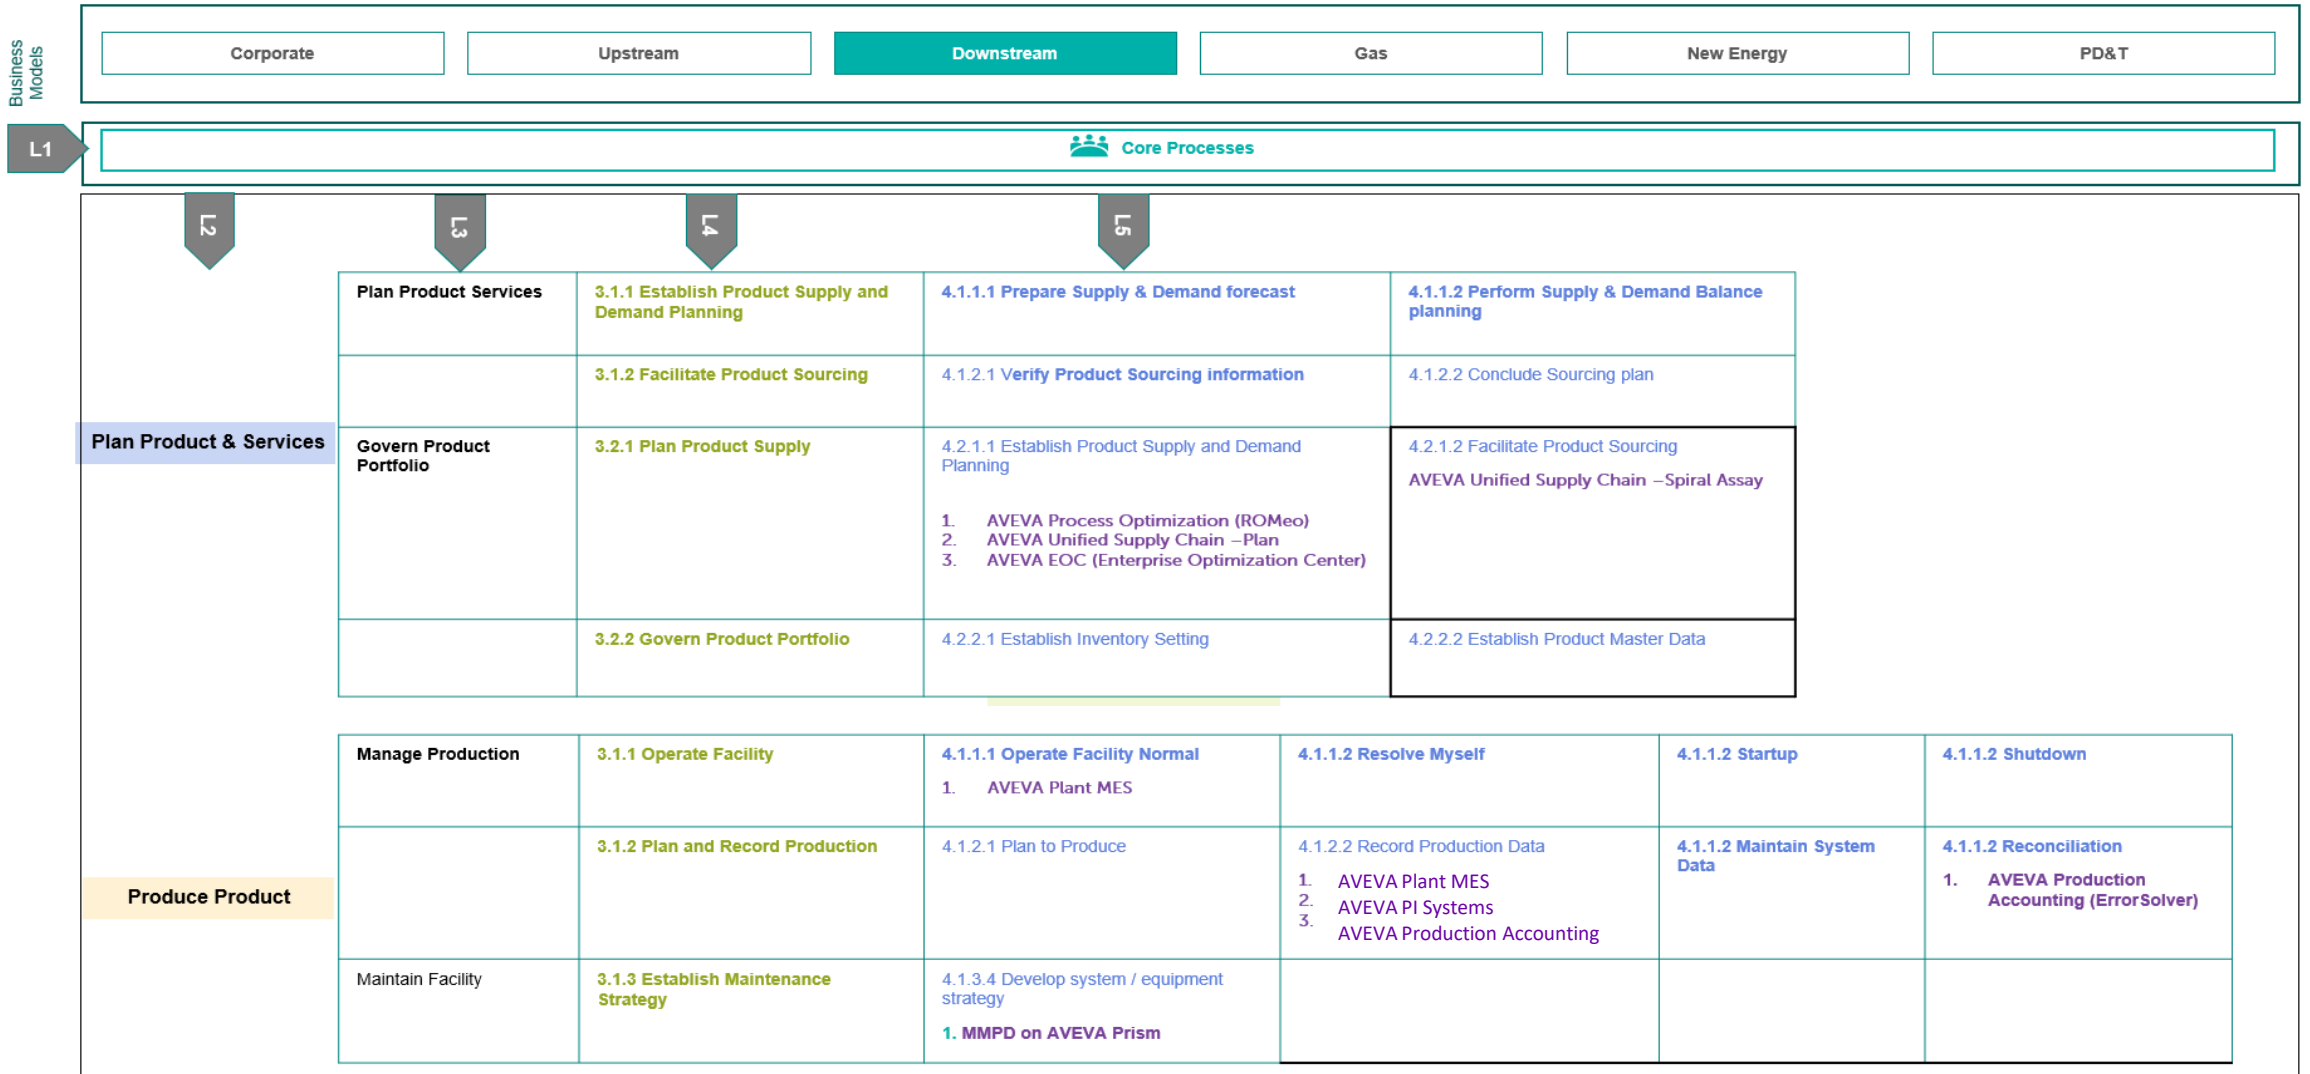 Business
Models
Corporate
Upstream
Downstream
Gas
New Energy
PD&T
L1
Core Processes
L2
L3
L4
L5
Plan Product & Services
Plan Product Services
3.1.1 Establish Product Supply and
Demand Planning
4.1.1.1 Prepare Supply & Demand forecast
4.1.1.2 Perform Supply & Demand Balance
planning
3.1.2 Facilitate Product Sourcing
4.1.2.1 Verify Product Sourcing information
4.1.2.2 Conclude Sourcing plan
Govern Product
Portfolio
3.2.1 Plan Product Supply
4.2.1.1 Establish Product Supply and Demand
Planning
1. AVEVA Process Optimization (ROMeo)
2. AVEVA Unified Supply Chain –Plan
3. AVEVA EOC (Enterprise Optimization Center)
4.2.1.2 Facilitate Product Sourcing
AVEVA Unified Supply Chain –Spiral Assay
3.2.2 Govern Product Portfolio
4.2.2.1 Establish Inventory Setting
4.2.2.2 Establish Product Master Data
Produce Product
Manage Production
3.1.1 Operate Facility
4.1.1.1 Operate Facility Normal
1. AVEVA Plant MES
4.1.1.2 Resolve Myself
4.1.1.2 Startup
4.1.1.2 Shutdown
3.1.2 Plan and Record Production
4.1.2.1 Plan to Produce
4.1.2.2 Record Production Data
1. AVEVA Plant MES
2. AVEVA PI Systems
3. AVEVA Production Accounting
4.1.1.2 Maintain System
Data
4.1.1.2 Reconciliation
1. AVEVA Production
Accounting (ErrorSolver)
Maintain Facility
3.1.3 Establish Maintenance
Strategy
4.1.3.4 Develop system / equipment
strategy
1. MMPD on AVEVA Prism